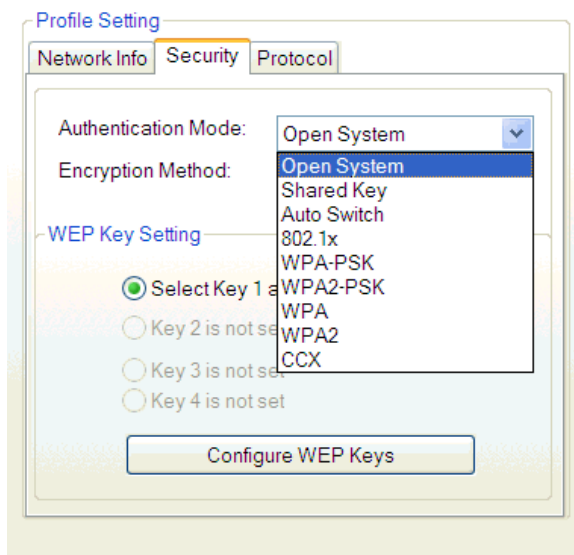 Profile Setting
Network Info Security Protocol
Authentication Mode: Open System
Encryption Method:
Open System
Shared Key
Auto Switch
802.1x
WPA-PSK
WPA2-PSK
WPA
WPA2
CCX
WEP Key Setting
Select Key 1 a
Key 2 is not se
Key 3 is not set
Key 4 is not set
Configure WEP Keys